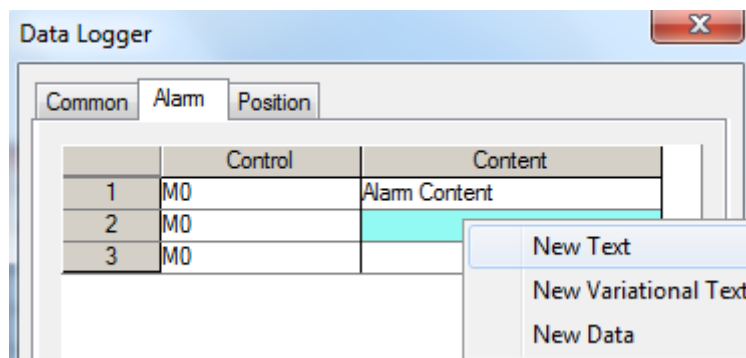 Data Logger
Common Alarm Position
Control Content
1 M0 Alarm Content
2 M0
3 M0
New Text
New Variational Text
New Data